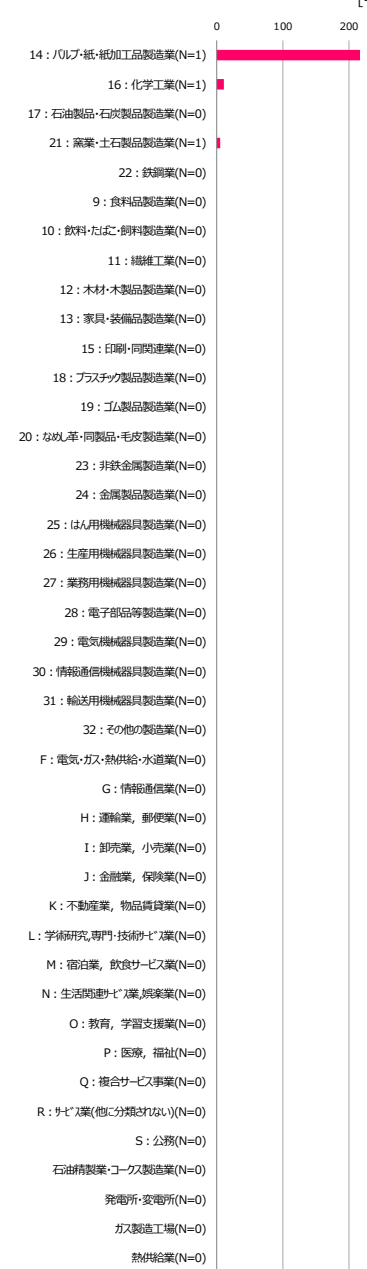 0 100 200
14：パルプ・紙・紙加工品製造業(N=1)
16：化学工業(N=1)
17：石油製品・石炭製品製造業(N=0)
21：窯業・土石製品製造業(N=1)
22：鉄鋼業(N=0)
9：食料品製造業(N=0)
10：飲料・たばこ・飼料製造業(N=0)
11：繊維工業(N=0)
12：木材・木製品製造業(N=0)
13：家具・装備品製造業(N=0)
15：印刷・同関連業(N=0)
18：プラスチック製品製造業(N=0)
19：ゴム製品製造業(N=0)
20：なめし革・同製品・毛皮製造業(N=0)
23：非鉄金属製造業(N=0)
24：金属製品製造業(N=0)
25：はん用機械器具製造業(N=0)
26：生産用機械器具製造業(N=0)
27：業務用機械器具製造業(N=0)
28：電子部品等製造業(N=0)
29：電気機械器具製造業(N=0)
30：情報通信機械器具製造業(N=0)
31：輸送用機械器具製造業(N=0)
32：その他の製造業(N=0)
F：電気・ガス・熱供給・水道業(N=0)
G：情報通信業(N=0)
H：運輸業，郵便業(N=0)
I：卸売業，小売業(N=0)
J：金融業，保険業(N=0)
K：不動産業，物品賃貸業(N=0)
L：学術研究,専門・技術ｻｰﾋﾞｽ業(N=0)
M：宿泊業，飲食サービス業(N=0)
N：生活関連ｻｰﾋﾞｽ業,娯楽業(N=0)
O：教育，学習支援業(N=0)
P：医療，福祉(N=0)
Q：複合サービス事業(N=0)
R：ｻｰﾋﾞｽ業(他に分類されない)(N=0)
S：公務(N=0)
石油精製業・コークス製造業(N=0)
発電所・変電所(N=0)
ガス製造工場(N=0)
熱供給業(N=0)